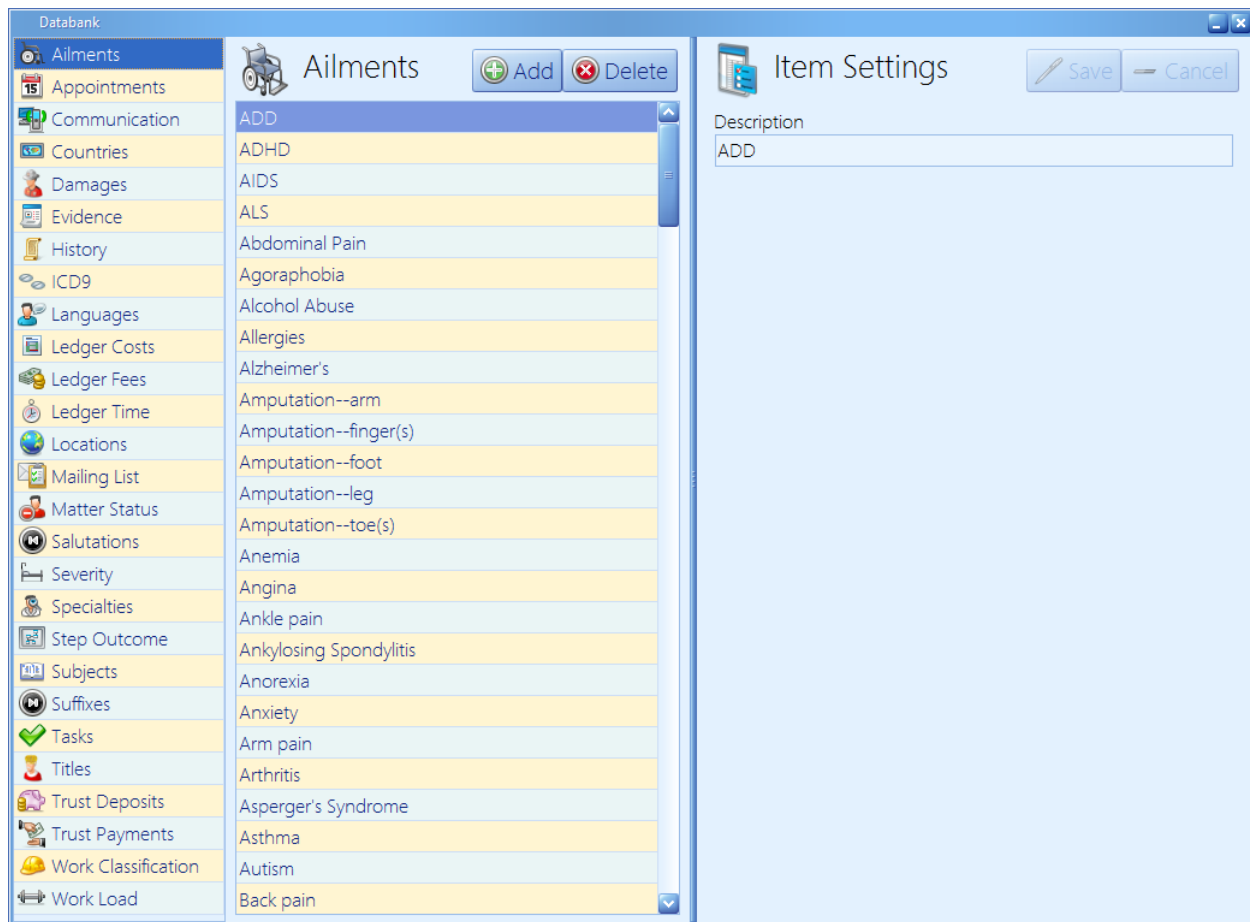 Databank
Ailments
Appointments
15
Communication
Countries
Damages
Evidence
History
ICD9
Languages
Ledger Costs
Ledger Fees
Ledger Time
Locations
Mailing List
Matter Status
Salutations
Severity
Specialties
Step Outcome
Subjects
Suffixes
Tasks
Titles
Trust Deposits
Trust Payments
Work Classification
Work Load
Ailments
Add
Delete
ADD
ADHD
AIDS
ALS
Abdominal Pain
Agoraphobia
Alcohol Abuse
Allergies
Alzheimer's
Amputation--arm
Amputation--finger(s)
Amputation--foot
Amputation--leg
Amputation--toe(s)
Anemia
Angina
Ankle pain
Ankylosing Spondylitis
Anorexia
Anxiety
Arm pain
Arthritis
Asperger's Syndrome
Asthma
Autism
Back pain
Item Settings
Save
Cancel
Description
ADD